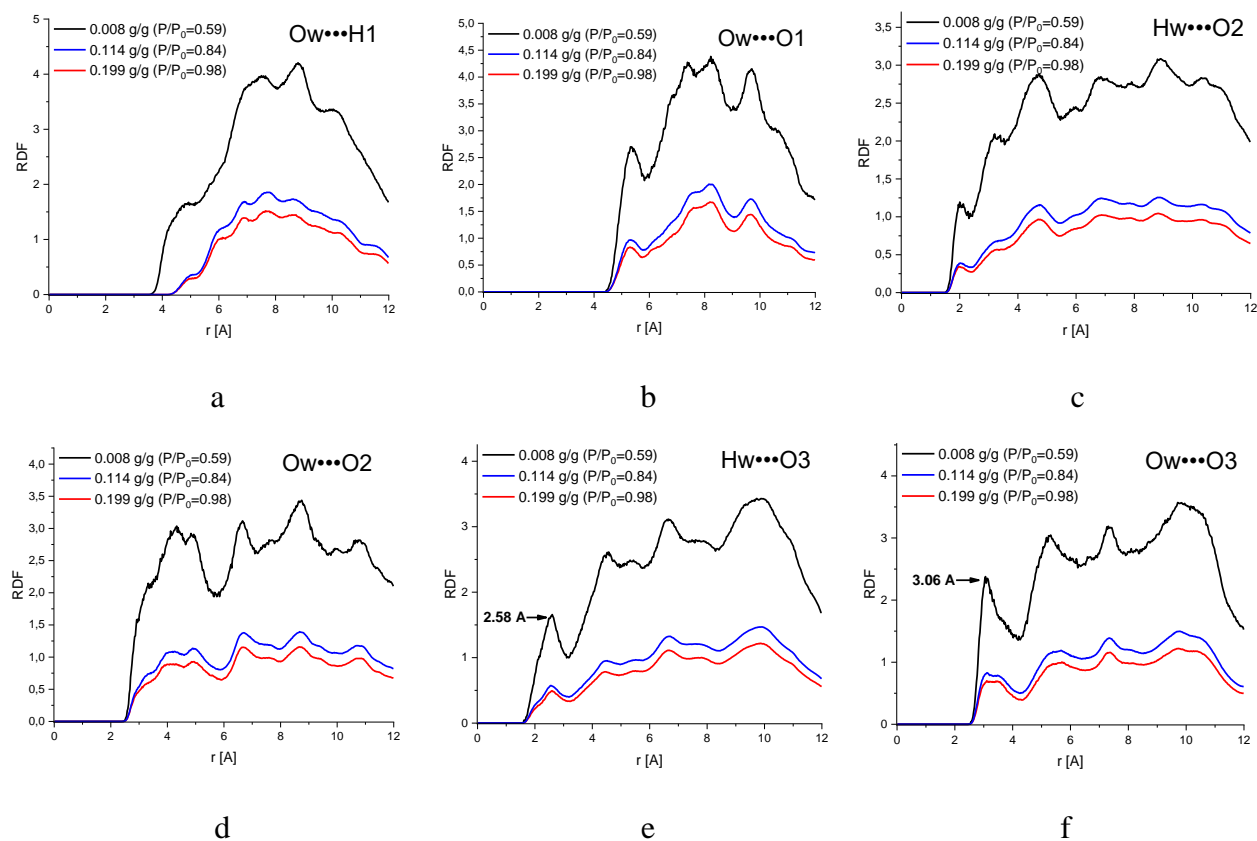 Ow•••H1
0.008 g/g (P/P0=0.59)
0.114 g/g (P/P0=0.84)
0.199 g/g (P/P0=0.98)
5
4
3
2
1
0
RDF
0 2 4 6 8 10 12
r [A]
a
Ow•••O1
0.008 g/g (P/P0=0.59)
0.114 g/g (P/P0=0.84)
0.199 g/g (P/P0=0.98)
5,0
4,5
4,0
3,5
3,0
2,5
2,0
1,5
1,0
0,5
0,0
RDF
0 2 4 6 8 10 12
r [A]
b
Hw•••O2
0.008 g/g (P/P0=0.59)
0.114 g/g (P/P0=0.84)
0.199 g/g (P/P0=0.98)
3,5
3,0
2,5
2,0
1,5
1,0
0,5
0,0
RDF
0 2 4 6 8 10 12
r [A]
c
Ow•••O2
0.008 g/g (P/P0=0.59)
0.114 g/g (P/P0=0.84)
0.199 g/g (P/P0=0.98)
4,0
3,5
3,0
2,5
2,0
1,5
1,0
0,5
0,0
RDF
0 2 4 6 8 10 12
r [A]
d
Hw•••O3
0.008 g/g (P/P0=0.59)
0.114 g/g (P/P0=0.84)
0.199 g/g (P/P0=0.98)
4
3
2
1
0
2.58 A
RDF
0 2 4 6 8 10 12
r [A]
e
Ow•••O3
0.008 g/g (P/P0=0.59)
0.114 g/g (P/P0=0.84)
0.199 g/g (P/P0=0.98)
4
3
2
1
0
3.06 A
RDF
0 2 4 6 8 10 12
r [A]
f